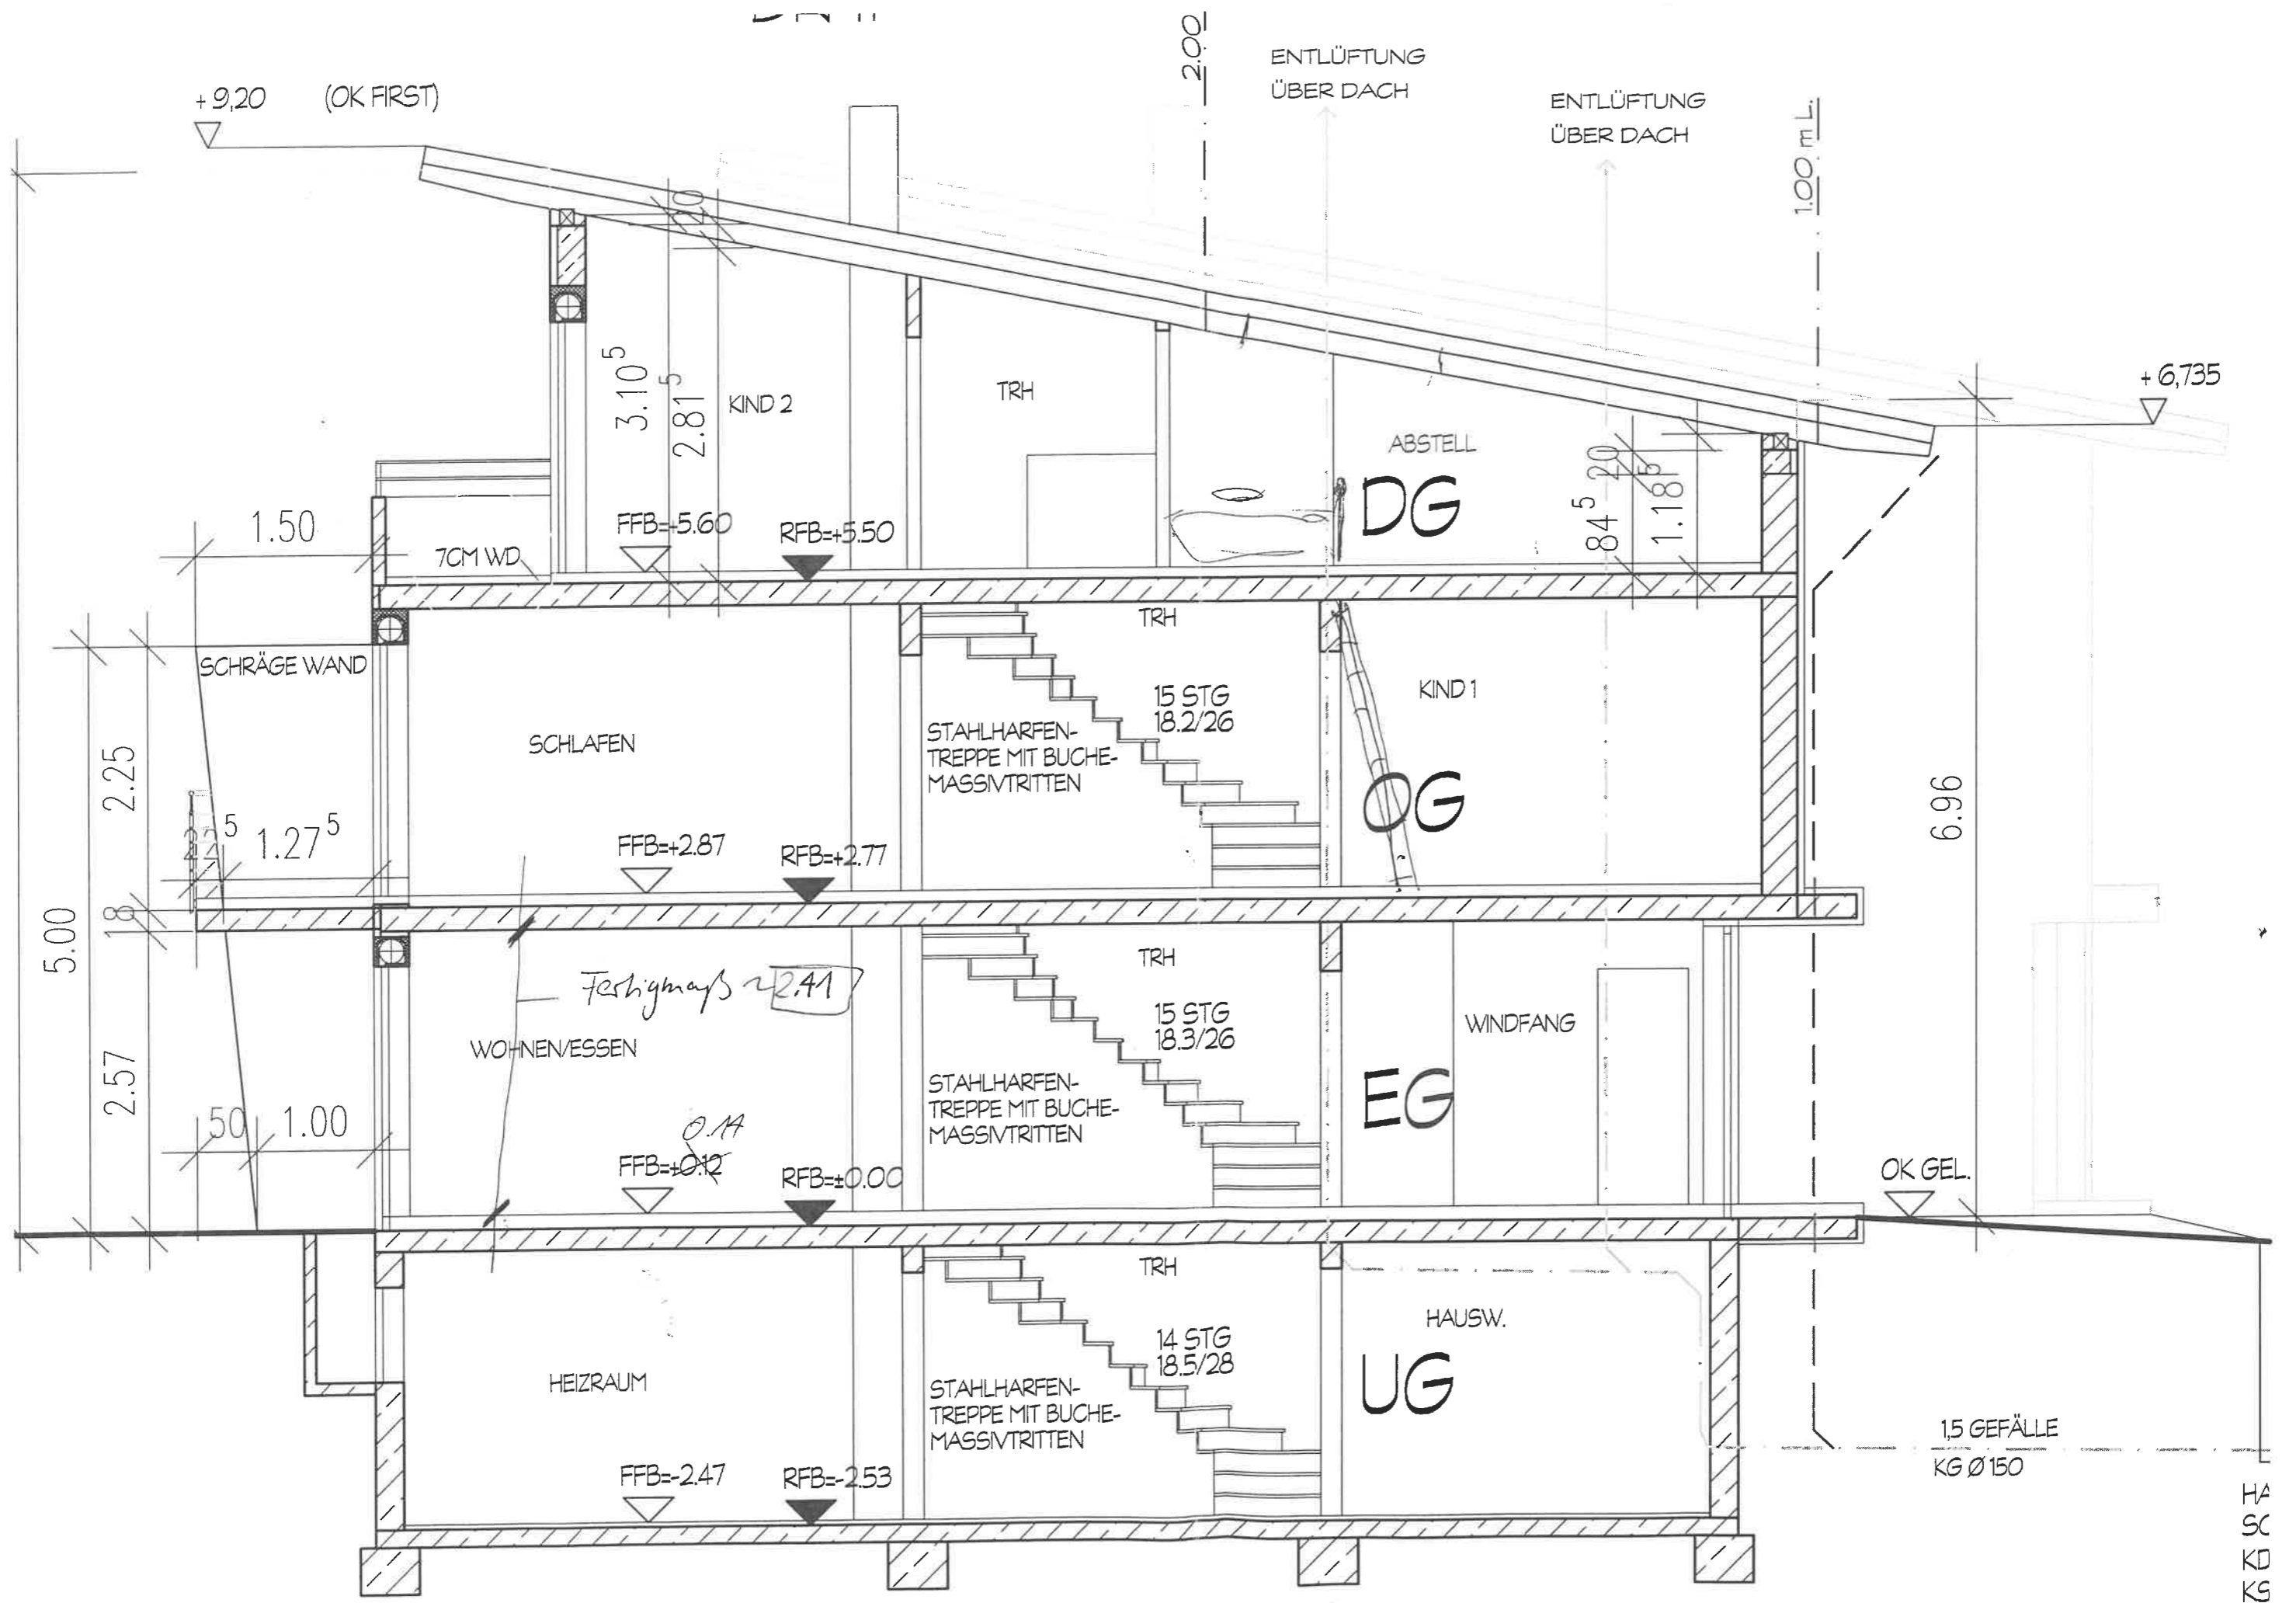 2.00
ENTLÜFTUNG
ÜBER DACH
ENTLÜFTUNG
ÜBER DACH
1.00 m L.
+ 9,20 (OK FIRST)
+ 6,735
3.10⁵
2.81⁵
KIND 2
TRH
ABSTELL
DG
84⁵
20
1.18⁵
1.50
7CM WD
FFB=+5.60
RFB=+5.50
SCHRÄGE WAND
TRH
KIND 1
15 STG
18.2/26
SCHLAFEN
STAHLHARFEN-
TREPPE MIT BUCHE-
MASSIVTRITTEN
OG
2.25
22⁵
1.27⁵
FFB=+2.87
RFB=+2.77
6.96
5.00
18
TRH
Fertigmaß ~ 2.41
15 STG
18.3/26
WINDFANG
WOHNEN/ESSEN
STAHLHARFEN-
TREPPE MIT BUCHE-
MASSIVTRITTEN
EG
2.57
50
1.00
FFB=±0.12
RFB=±0.00
OK GEL.
TRH
HAUSW.
14 STG
18.5/28
HEIZRAUM
STAHLHARFEN-
TREPPE MIT BUCHE-
MASSIVTRITTEN
UG
1,5 GEFÄLLE
KG Ø 150
FFB=-2.47
RFB=-2.53